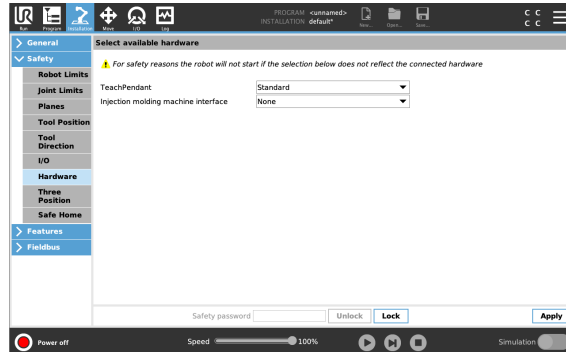 PROGRAM <unnamed>
INSTALLATION default*
C C
C C
Run Program Installation Move I/O Log New... Open... Save...
General
Safety
Robot Limits
Joint Limits
Planes
Tool Position
Tool
Direction
I/O
Hardware
Three
Position
Safe Home
Features
Fieldbus
Select available hardware
For safety reasons the robot will not start if the selection below does not reflect the connected hardware
TeachPendant Standard
Injection molding machine interface None
Safety password Unlock Lock Apply
Power off Speed 100% Simulation